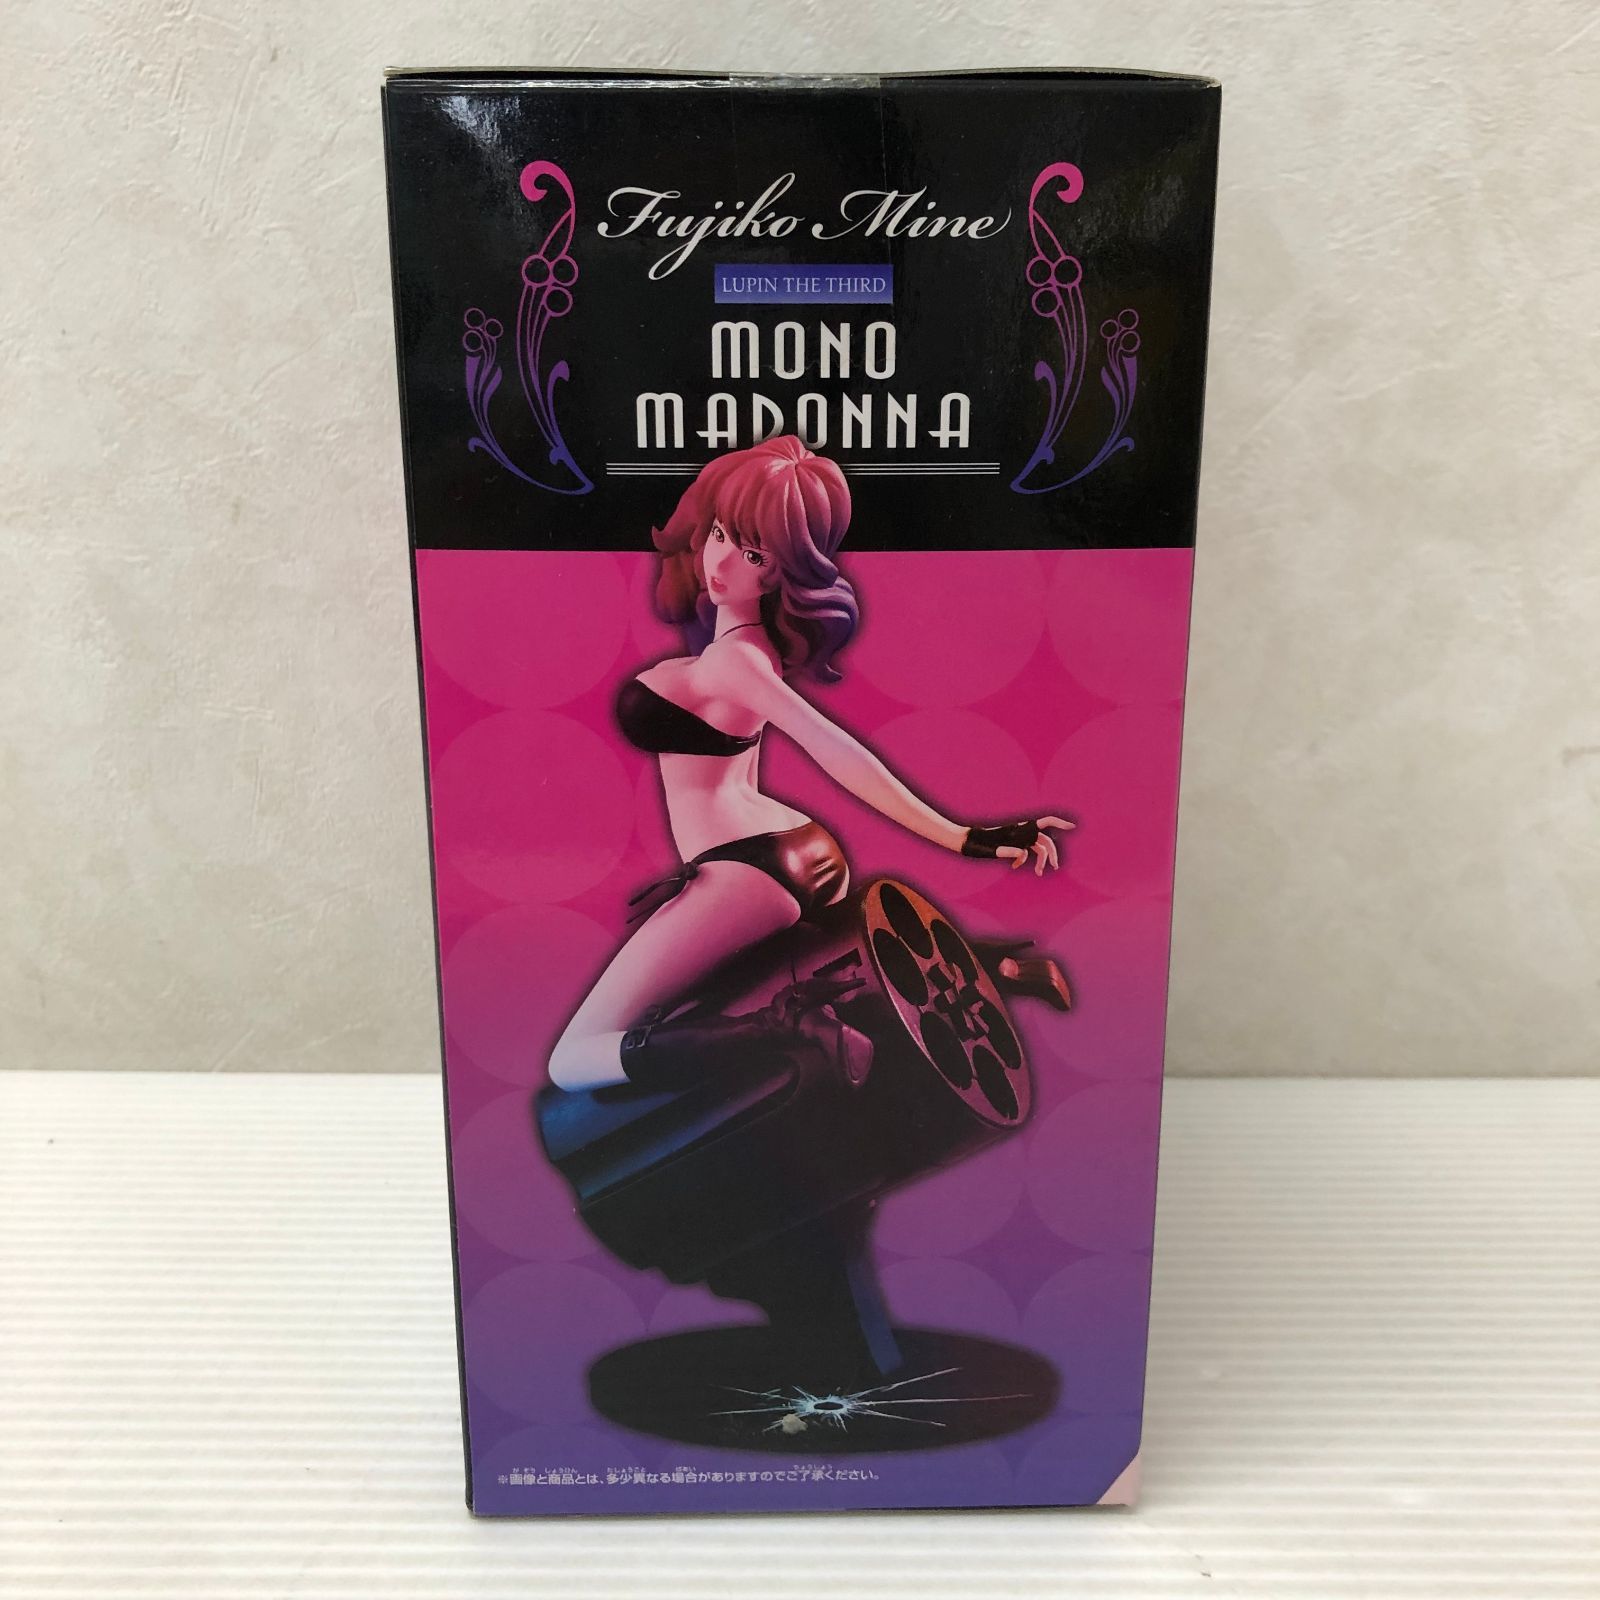 Fujiko Mine
LUPIN THE THIRD
MONO
MADONNA
※画像と商品とは、多少異なる場合がありますのでご了承ください。